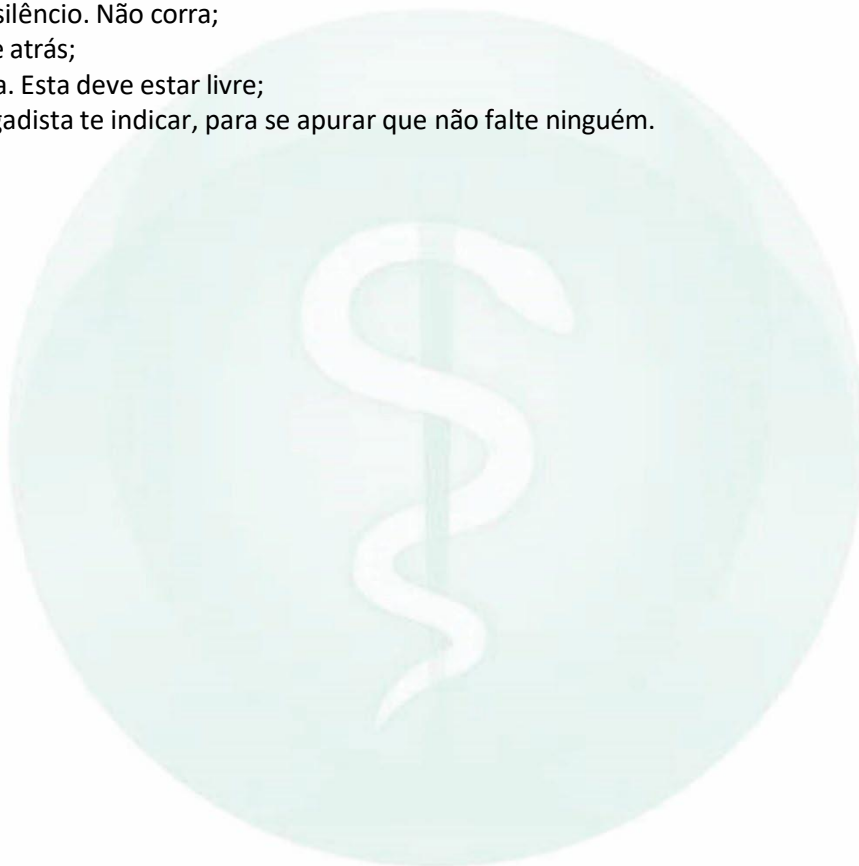 silêncio. Não corra;
e atrás;
a. Esta deve estar livre;
gadista te indicar, para se apurar que não falte ninguém.